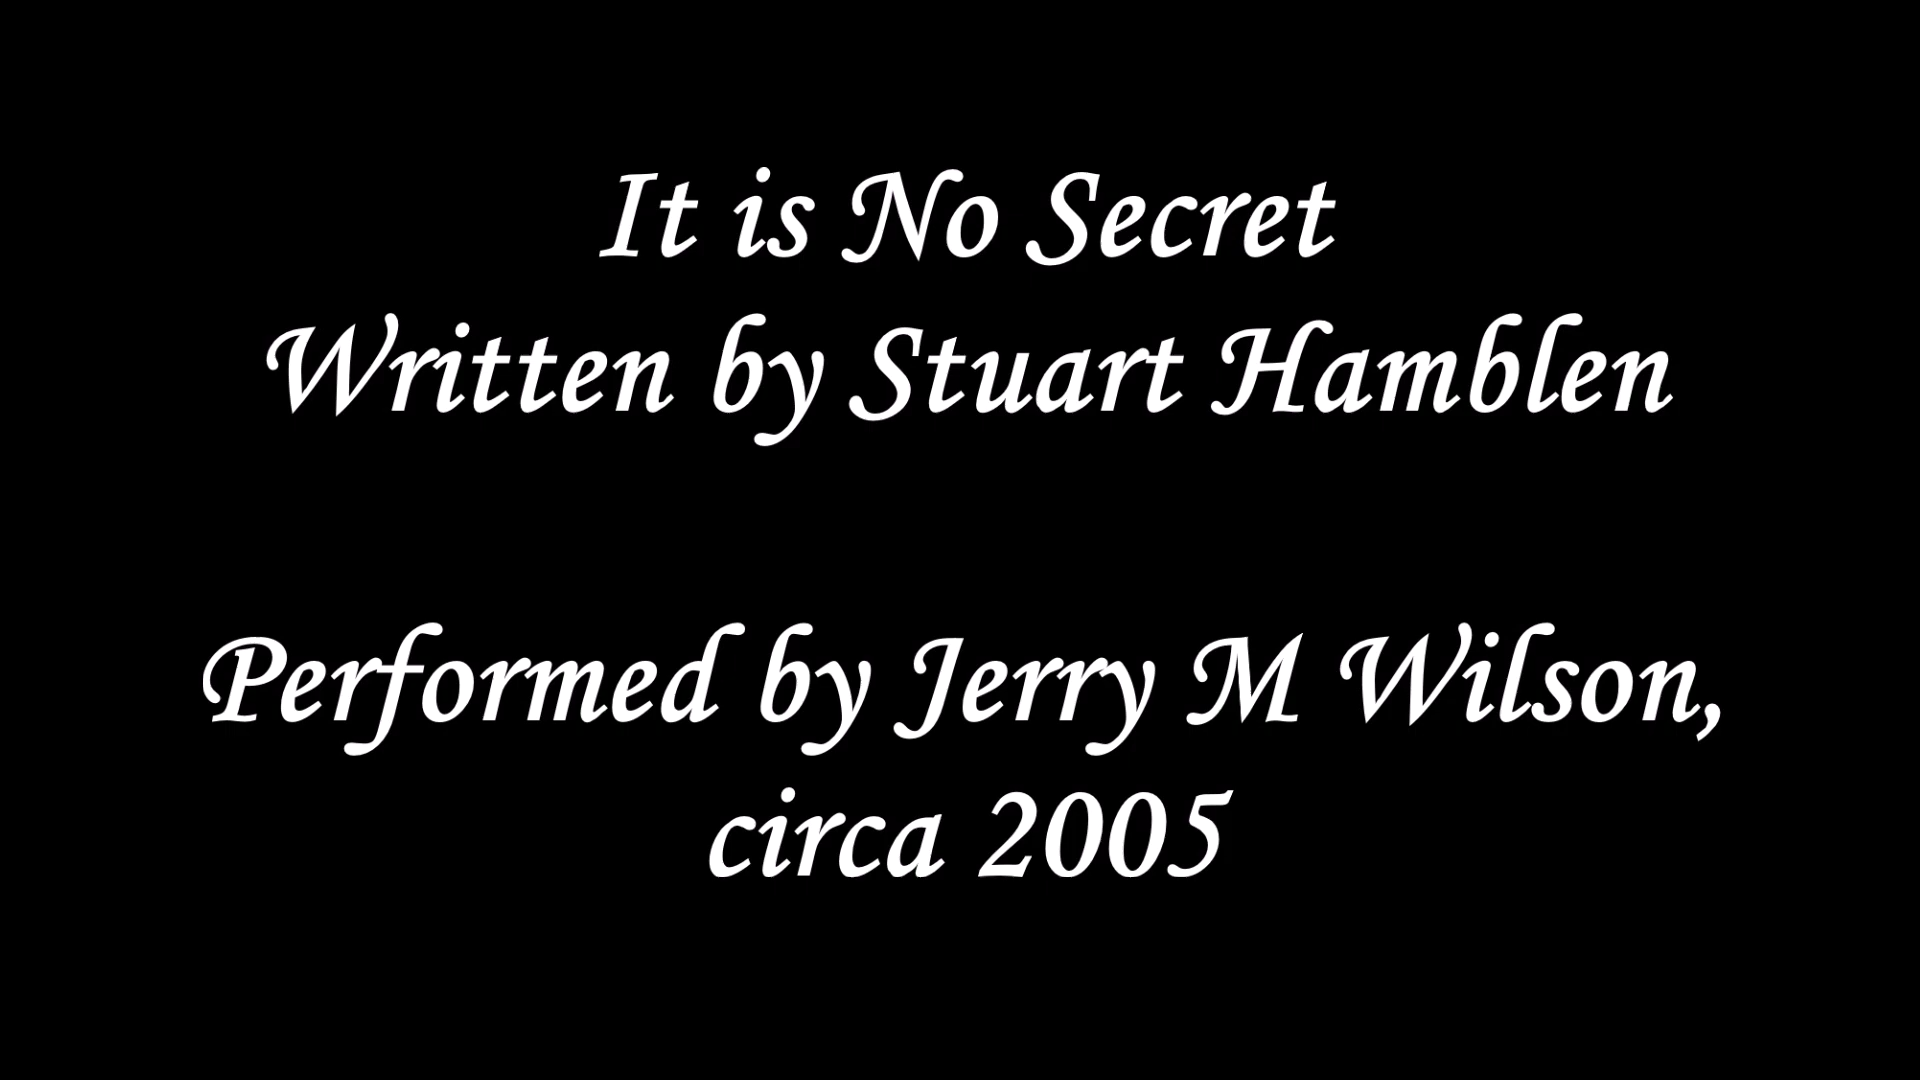 It is No Secret
Written by Stuart Hamblen
Performed by Jerry M Wilson,
circa 2005